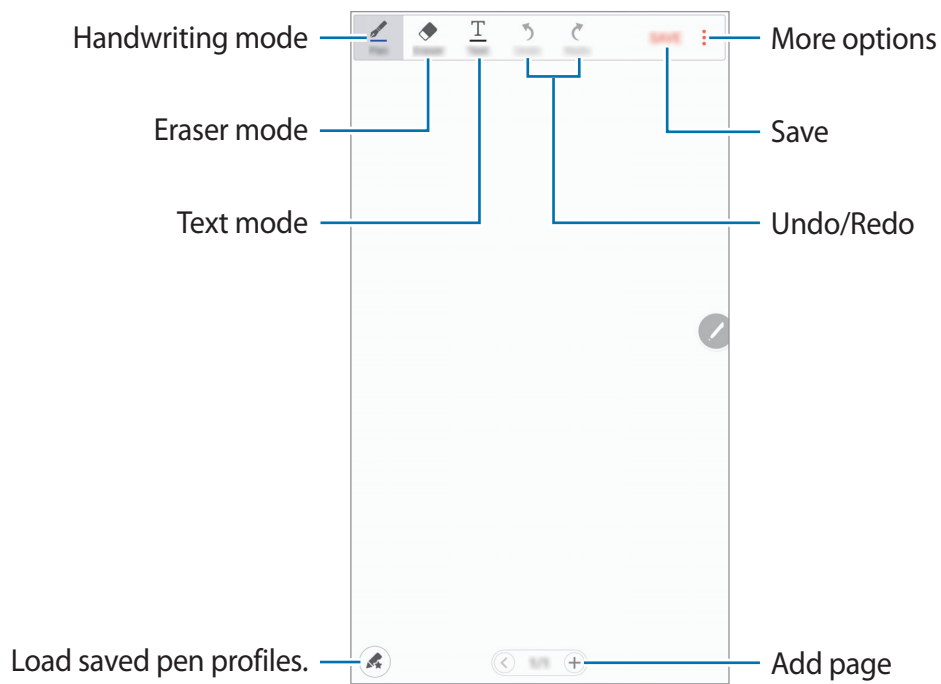 Handwriting mode
More options
Eraser mode
Save
Text mode
Undo/Redo
Load saved pen profiles.
Add page